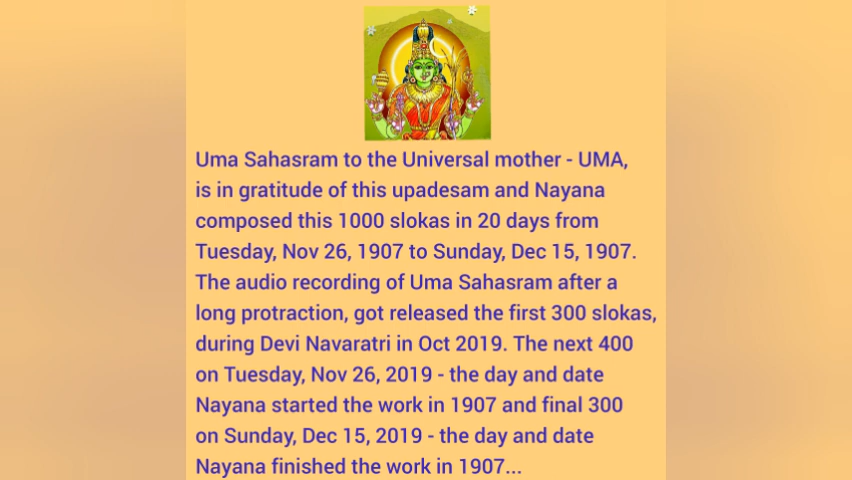 Uma Sahasram to the Universal mother - UMA,
is in gratitude of this upadesam and Nayana
composed this 1000 slokas in 20 days from
Tuesday, Nov 26, 1907 to Sunday, Dec 15, 1907.
The audio recording of Uma Sahasram after a
long protraction, got released the first 300 slokas,
during Devi Navaratri in Oct 2019. The next 400
on Tuesday, Nov 26, 2019 - the day and date
Nayana started the work in 1907 and final 300
on Sunday, Dec 15, 2019 - the day and date
Nayana finished the work in 1907...